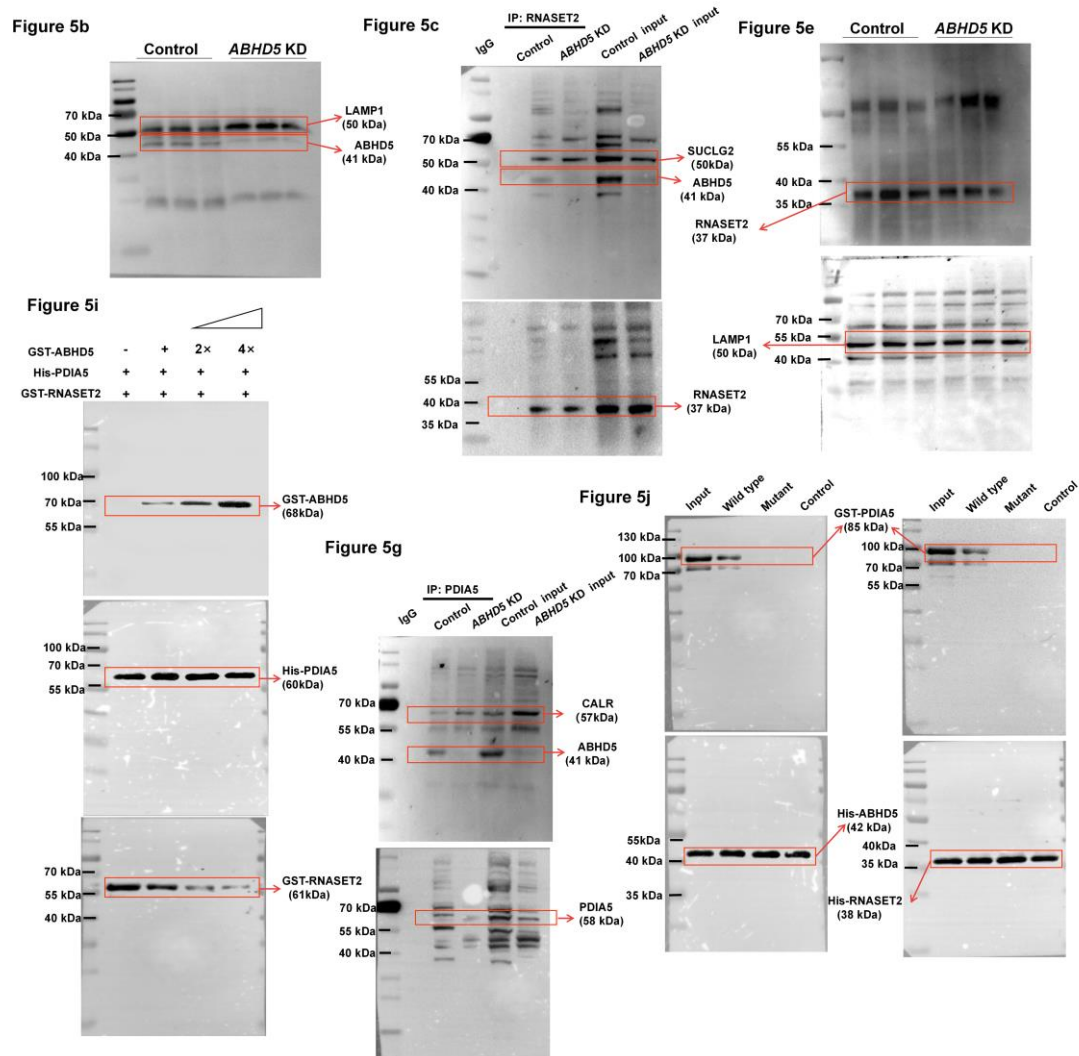 Figure 5b
Control
ABHD5 KD
70 kDa
50 kDa
40 kDa
LAMP1
(50 kDa)
ABHD5
(41 kDa)
Figure 5c
IP: RNASET2
IgG
Control
ABHD5 KD
Control input
ABHD5 KD input
70 kDa
50 kDa
40 kDa
SUCLG2
(50kDa)
ABHD5
(41 kDa)
55 kDa
40 kDa
35 kDa
RNASET2
(37 kDa)
Figure 5e
Control
ABHD5 KD
55 kDa
40 kDa
35 kDa
RNASET2
(37 kDa)
70 kDa
55 kDa
40 kDa
LAMP1
(50 kDa)
Figure 5i
GST-ABHD5 - + 2× 4×
His-PDIA5 + + + +
GST-RNASET2 + + + +
100 kDa
70 kDa
55 kDa
GST-ABHD5
(68kDa)
100 kDa
70 kDa
55 kDa
His-PDIA5
(60kDa)
70 kDa
55 kDa
40 kDa
GST-RNASET2
(61kDa)
Figure 5g
IP: PDIA5
IgG
Control
ABHD5 KD
Control input
ABHD5 KD input
70 kDa
55 kDa
40 kDa
CALR
(57kDa)
ABHD5
(41 kDa)
70 kDa
55 kDa
40 kDa
PDIA5
(58 kDa)
Figure 5j
Input
Wild type
Mutant
Control
130 kDa
100 kDa
70 kDa
GST-PDIA5
(85 kDa)
Input
Wild type
Mutant
Control
100 kDa
70 kDa
55 kDa
55kDa
40 kDa
35 kDa
His-ABHD5
(42 kDa)
40kDa
35 kDa
His-RNASET2
(38 kDa)